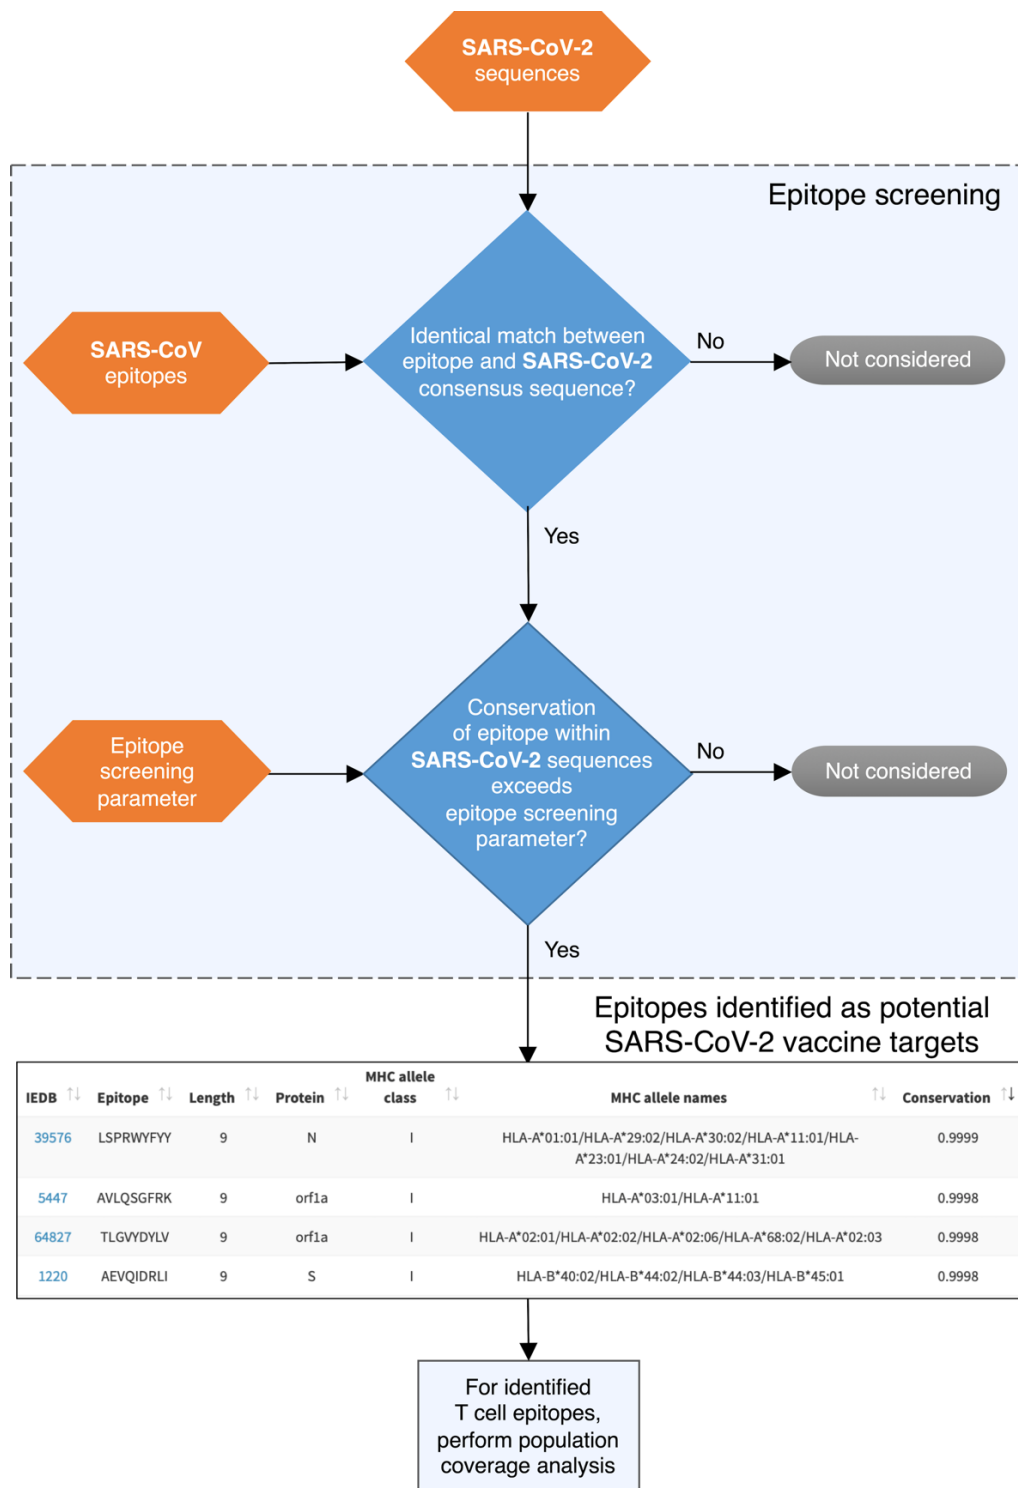 SARS-CoV-2
sequences
Epitope screening
Identical match between
epitope and SARS-CoV-2
consensus sequence?
SARS-CoV
epitopes
No
Not considered
Yes
Conservation
of epitope within
SARS-CoV-2 sequences
exceeds
epitope screening
parameter?
Epitope
screening
parameter
No
Not considered
Yes
Epitopes identified as potential
SARS-CoV-2 vaccine targets
IEDB Epitope Length Protein MHC allele class MHC allele names Conservation
39576 LSPRWYFYY 9 N I HLA-A*01:01/HLA-A*29:02/HLA-A*30:02/HLA-A*11:01/HLA- 0.9999
A*23:01/HLA-A*24:02/HLA-A*31:01
5447 AVLQSGFRK 9 orf1a I HLA-A*03:01/HLA-A*11:01 0.9998
64827 TLGVYDYLV 9 orf1a I HLA-A*02:01/HLA-A*02:02/HLA-A*02:06/HLA-A*68:02/HLA-A*02:03 0.9998
1220 AEVQIDRLI 9 S I HLA-B*40:02/HLA-B*44:02/HLA-B*44:03/HLA-B*45:01 0.9998
For identified
T cell epitopes,
perform population
coverage analysis